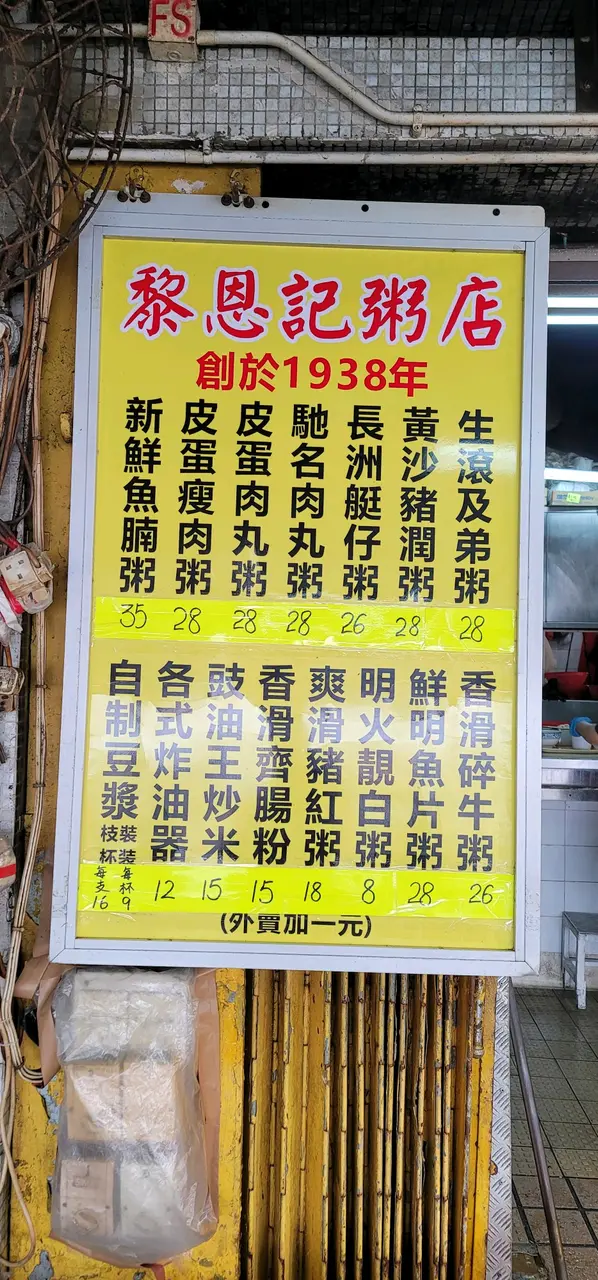 FS
黎恩記粥店
創於1938年
生滾及弟粥 28
黃沙豬潤粥 28
長洲艇仔粥 26
馳名肉丸粥 28
皮蛋肉丸粥 28
皮蛋瘦肉粥 28
新鮮魚腩粥 35
香滑碎牛粥 26
鮮明魚片粥 28
明火靚白粥 8
爽滑豬紅粥 18
香滑齊腸粉 15
豉油王炒米 15
各式炸油器 12
自制豆漿
裝裝 每杯 9
枝杯 每支 16
(外買加一元)